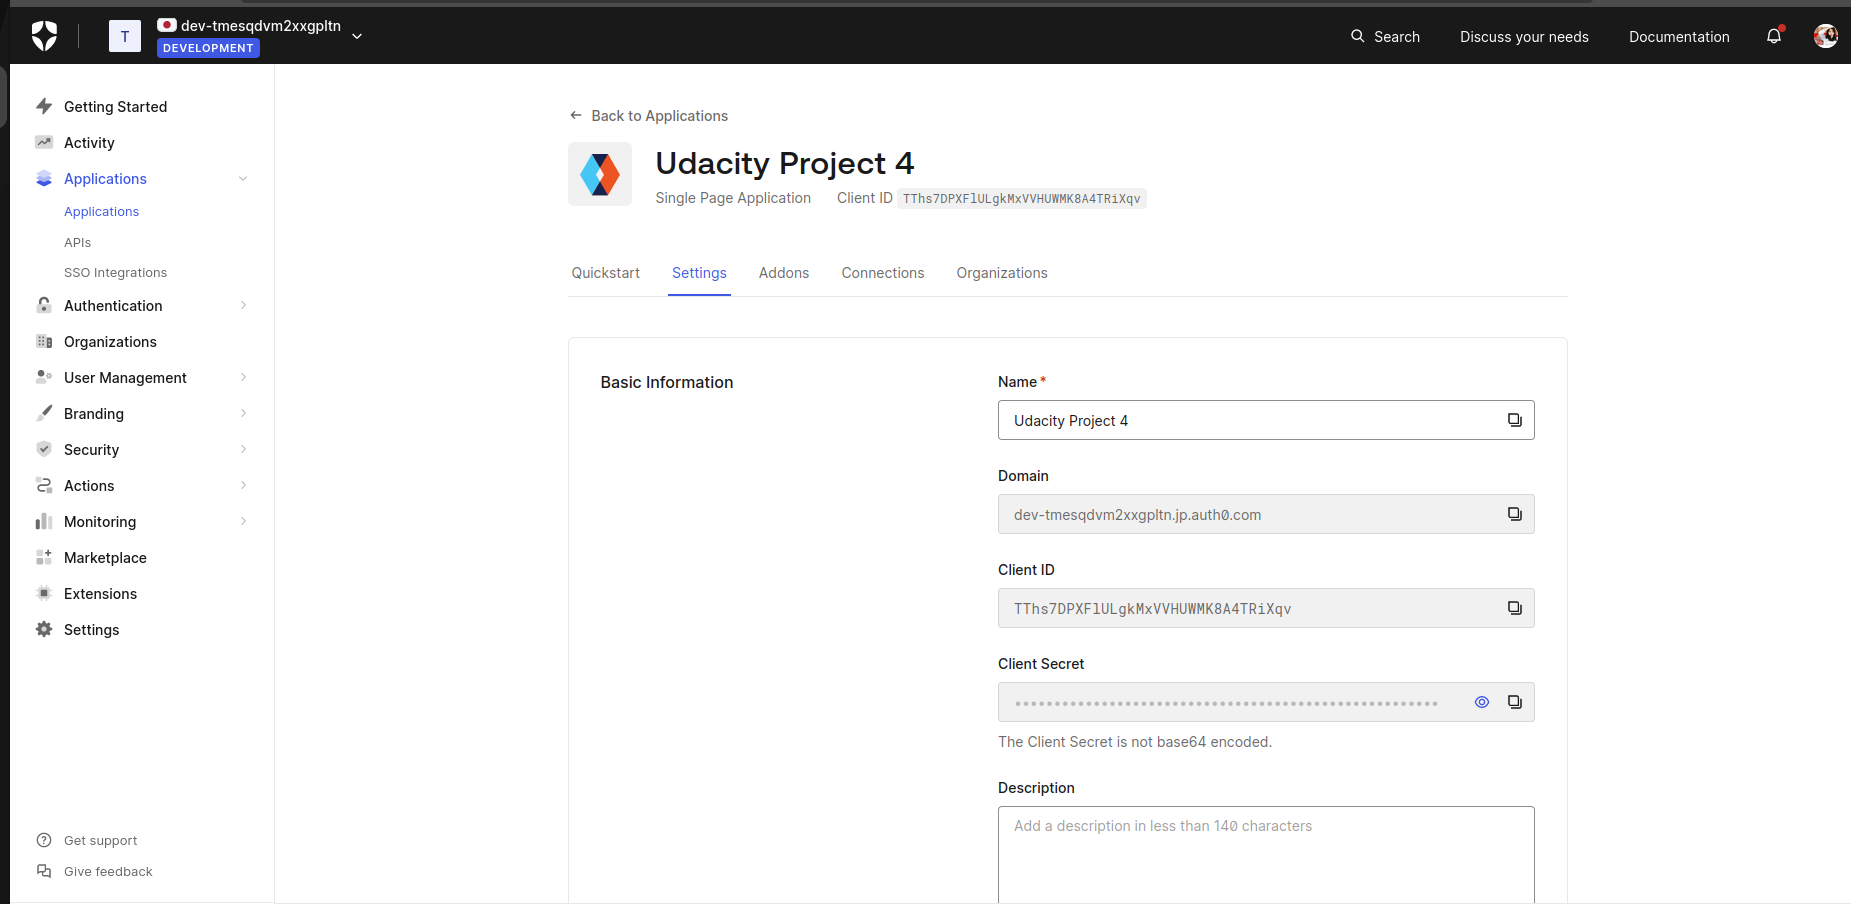 T
dev-tmesqdvm2xxgpltn
DEVELOPMENT
Search
Discuss your needs
Documentation
Getting Started
Activity
Applications
Applications
APIs
SSO Integrations
Authentication
Organizations
User Management
Branding
Security
Actions
Monitoring
Marketplace
Extensions
Settings
Get support
Give feedback
Back to Applications
Udacity Project 4
Single Page Application Client ID TThs7DPXFlULgkMxVVHUWMK8A4TRiXqv
Quickstart Settings Addons Connections Organizations
Basic Information
Name*
Udacity Project 4
Domain
dev-tmesqdvm2xxgpltn.jp.auth0.com
Client ID
TThs7DPXFlULgkMxVVHUWMK8A4TRiXqv
Client Secret
The Client Secret is not base64 encoded.
Description
Add a description in less than 140 characters